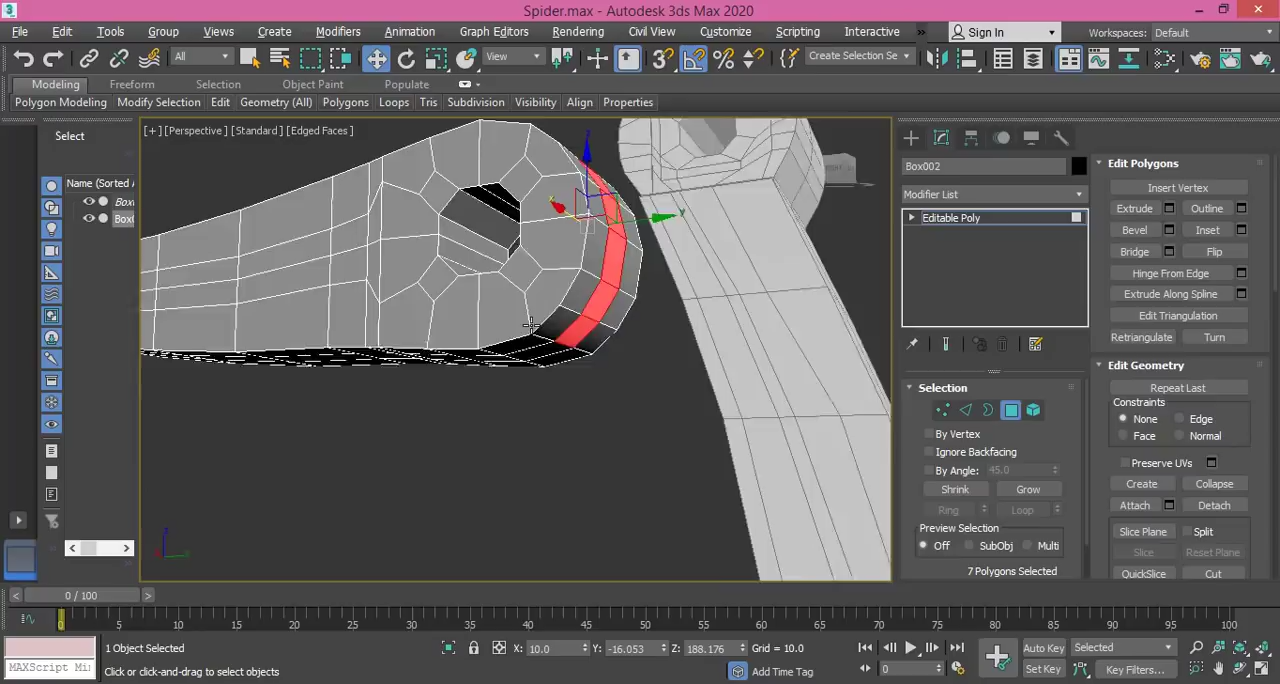 Spider.max - Autodesk 3ds Max 2020
File Edit Tools Group Views Create Modifiers Animation Graph Editors Rendering Civil View Customize Scripting Interactive Sign In Workspaces: Default
All View Create Selection Se
Modeling Freeform Selection Object Paint Populate
Polygon Modeling Modify Selection Edit Geometry (All) Polygons Loops Tris Subdivision Visibility Align Properties
Select
Name (Sorted A
Box
Box
[+] [Perspective] [Standard] [Edged Faces]
Box002
Modifier List
Editable Poly
Selection
By Vertex
Ignore Backfacing
By Angle: 45.0
Shrink Grow
Ring Loop
Preview Selection
Off SubObj Multi
7 Polygons Selected
Edit Polygons
Insert Vertex
Extrude Outline
Bevel Inset
Bridge Flip
Hinge From Edge
Extrude Along Spline
Edit Triangulation
Retriangulate Turn
Edit Geometry
Repeat Last
Constraints
None Edge
Face Normal
Preserve UVs
Create Collapse
Attach Detach
Slice Plane Split
Slice Reset Plane
QuickSlice Cut
0 / 100
0 5 10 15 20 25 30 35 40 45 50 55 60 65 70 75 80 85 90 95 100
1 Object Selected X: 10.0 Y: -16.053 Z: 188.176 Grid = 10.0 Auto Key Selected
MAXScript Mi Click or click-and-drag to select objects Add Time Tag 0 Set Key Key Filters...